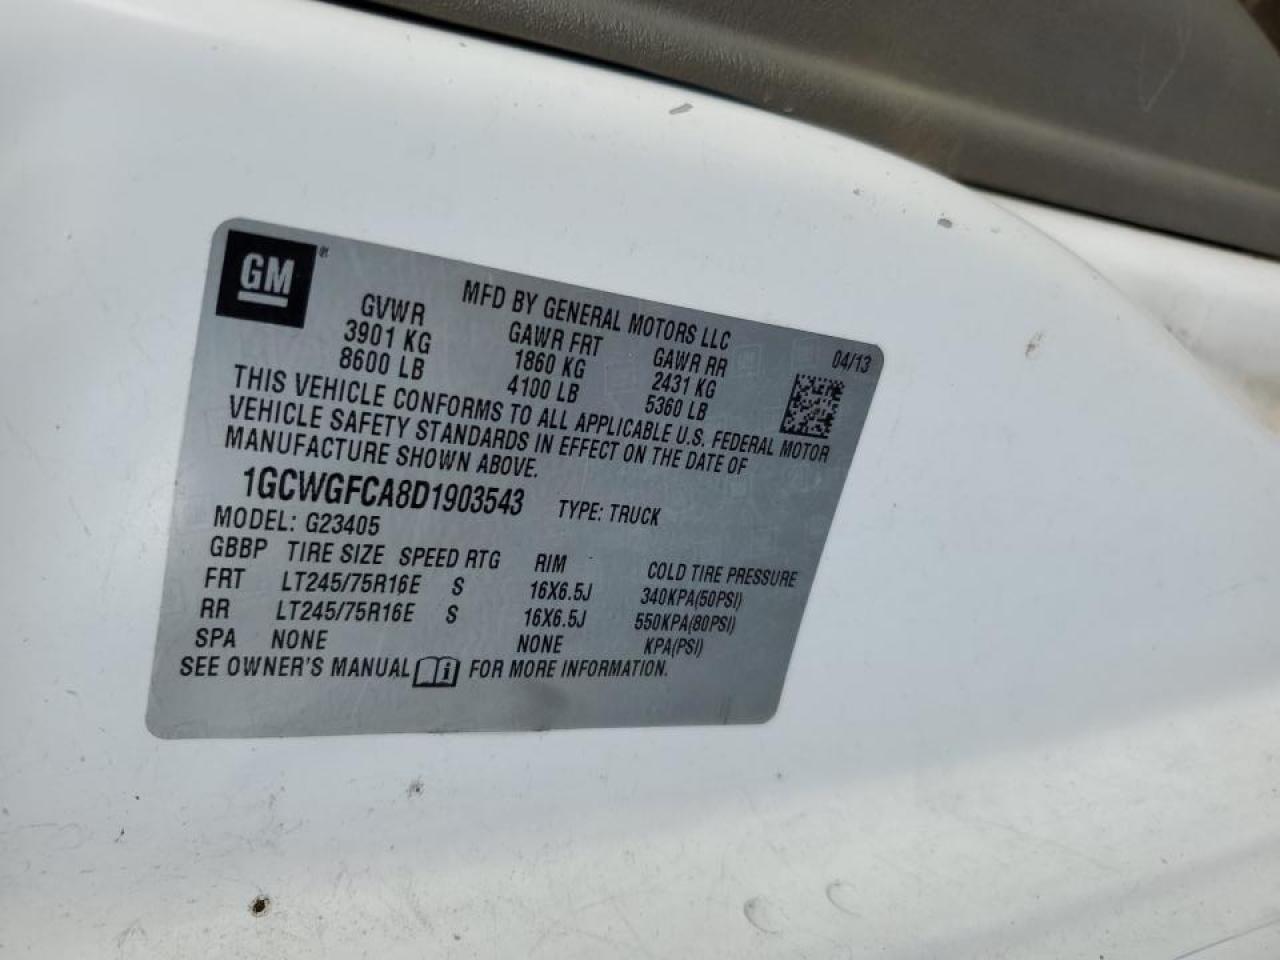 GM®
MFD BY GENERAL MOTORS LLC
04/13
GVWR GAWR FRT GAWR RR
3901 KG 1860 KG 2431 KG
8600 LB 4100 LB 5360 LB
THIS VEHICLE CONFORMS TO ALL APPLICABLE U.S. FEDERAL MOTOR
VEHICLE SAFETY STANDARDS IN EFFECT ON THE DATE OF
MANUFACTURE SHOWN ABOVE.
1GCWGFCA8D1903543 TYPE: TRUCK
MODEL: G23405
GBBP TIRE SIZE SPEED RTG RIM COLD TIRE PRESSURE
FRT LT245/75R16E S 16X6.5J 340KPA(50PSI)
RR LT245/75R16E S 16X6.5J 550KPA(80PSI)
SPA NONE NONE KPA(PSI)
SEE OWNER'S MANUAL FOR MORE INFORMATION.